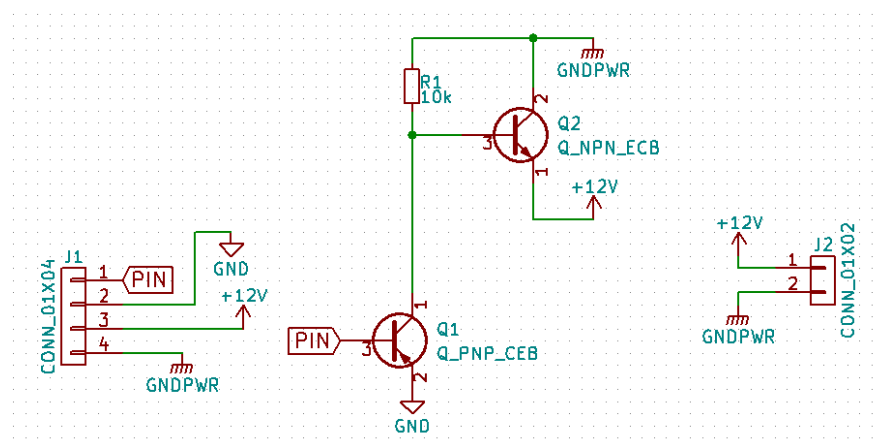 GNDPWR
R1
10k
2
Q2
3
Q_NPN_ECB
1
+12V
+12V
J1
J2
CONN_01X04
1
PIN
GND
2
+12V
3
4
GNDPWR
1
2
CONN_01X02
GNDPWR
1
PIN
3
Q1
Q_PNP_CEB
2
GND